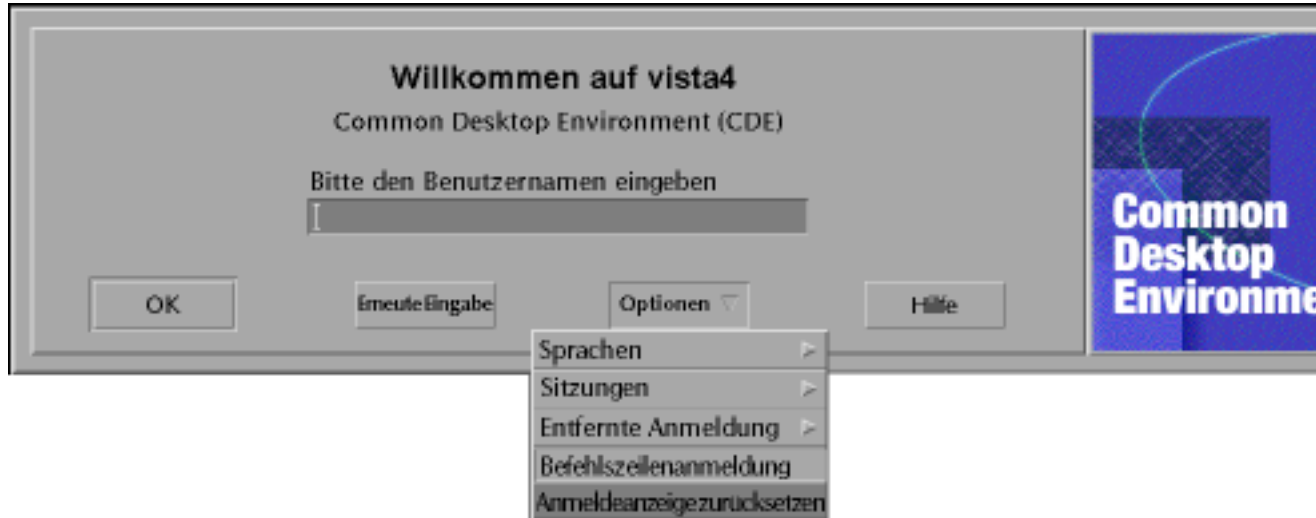 Willkommen auf vista4
Common Desktop Environment (CDE)
Bitte den Benutzernamen eingeben
OK
Erneute Eingabe
Optionen
Hilfe
Sprachen
Sitzungen
Entfernte Anmeldung
Befehlszeilenanmeldung
Anmeldeanzeige zurücksetzen
Common
Desktop
Environme